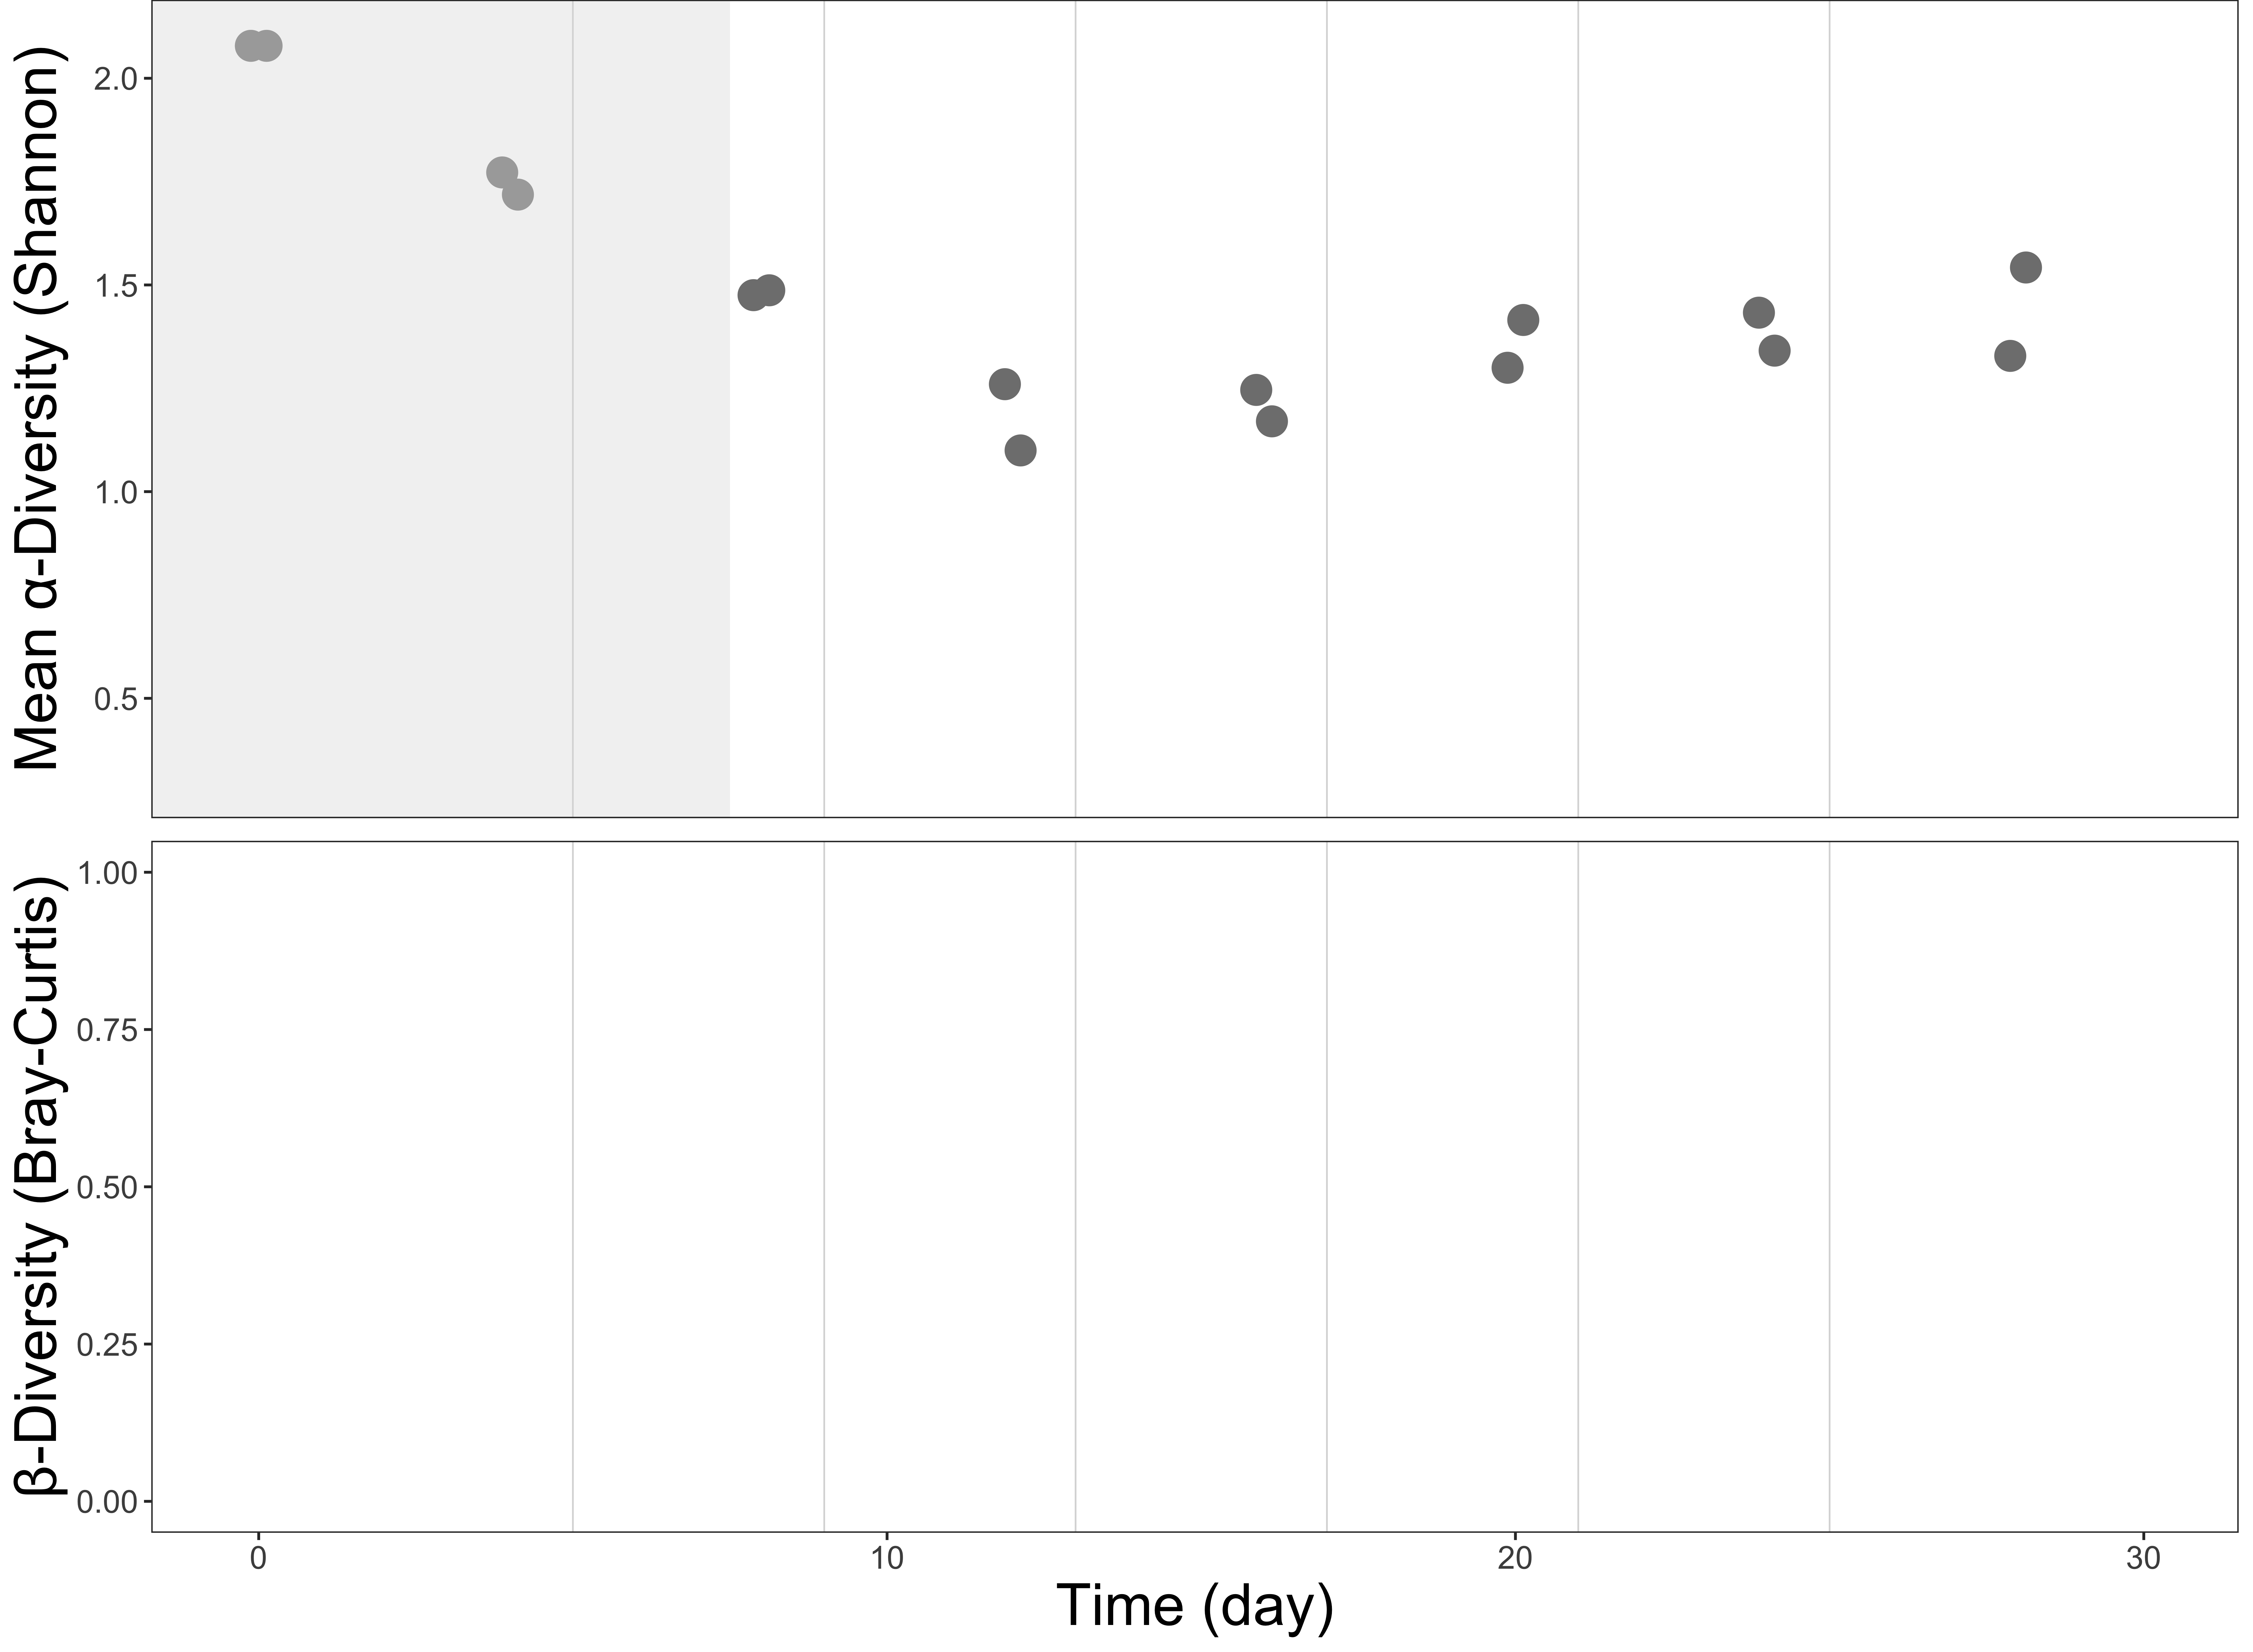 Mean α-Diversity (Shannon)
2.0
1.5
1.0
0.5
β-Diversity (Bray-Curtis)
1.00
0.75
0.50
0.25
0.00
0 10 20 30
Time (day)